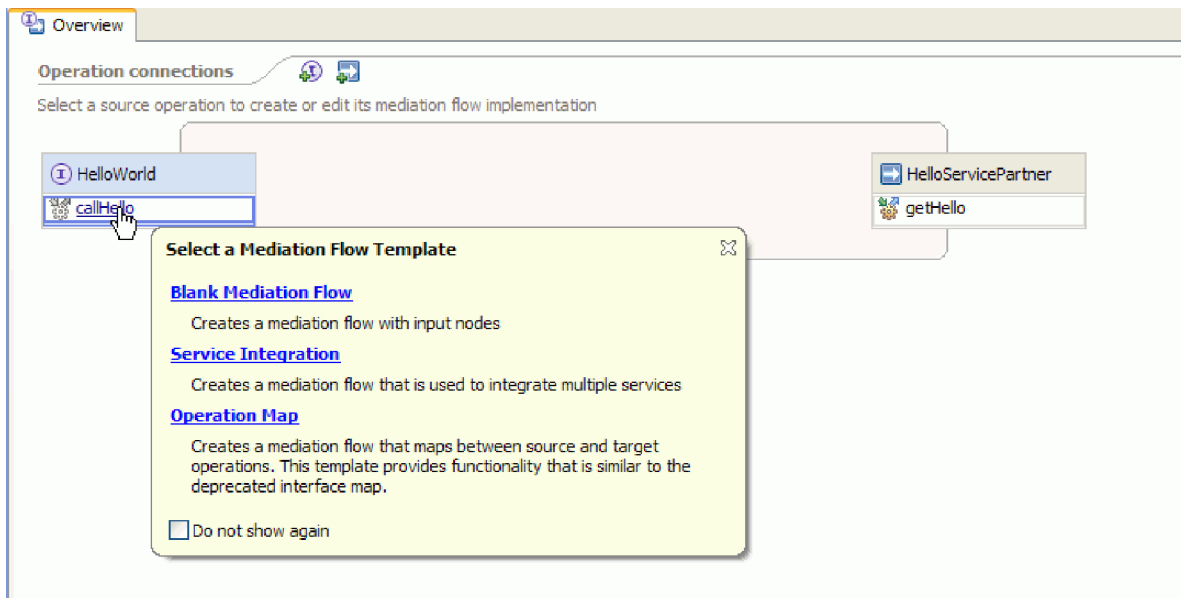 Overview
Operation connections
Select a source operation to create or edit its mediation flow implementation
HelloWorld
HelloServicePartner
callHello
getHello
Select a Mediation Flow Template
Blank Mediation Flow
Creates a mediation flow with input nodes
Service Integration
Creates a mediation flow that is used to integrate multiple services
Operation Map
Creates a mediation flow that maps between source and target
operations. This template provides functionality that is similar to the
deprecated interface map.
Do not show again